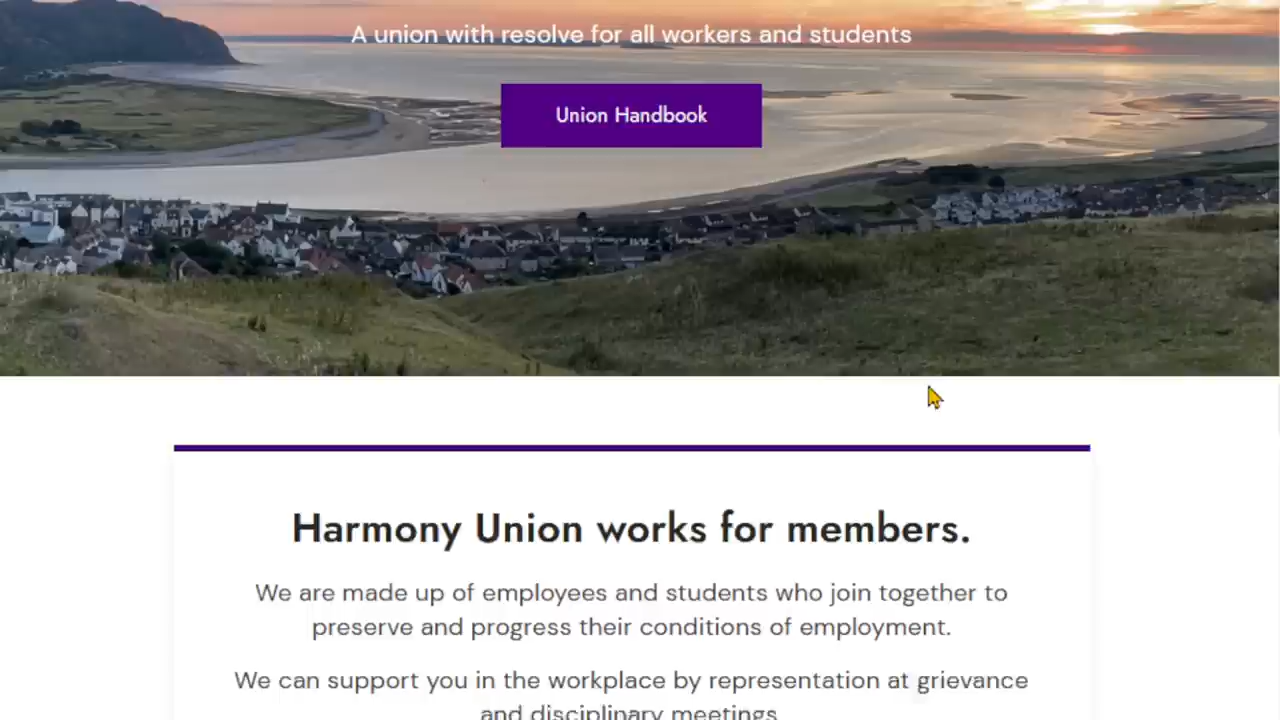 A union with resolve for all workers and students
Union Handbook
Harmony Union works for members.
We are made up of employees and students who join together to
preserve and progress their conditions of employment.
We can support you in the workplace by representation at grievance
and disciplinary meetings.